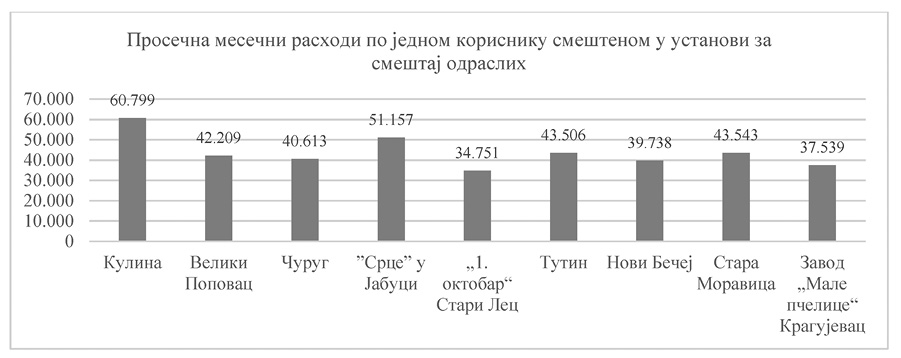 Просечна месечни расходи по једном кориснику смештеном у установи за
смештај одраслих
70.000
60.000
50.000
40.000
30.000
20.000
10.000
0
60.799
42.209
40.613
51.157
34.751
43.506
39.738
43.543
37.539
Кулина
Велики
Поповац
Чуруг
”Срце” у
Јабуци
„1.
октобар“
Стари Лец
Тутин
Нови Бечеј
Стара
Моравица
Завод
„Мале
пчелице“
Крагујевац